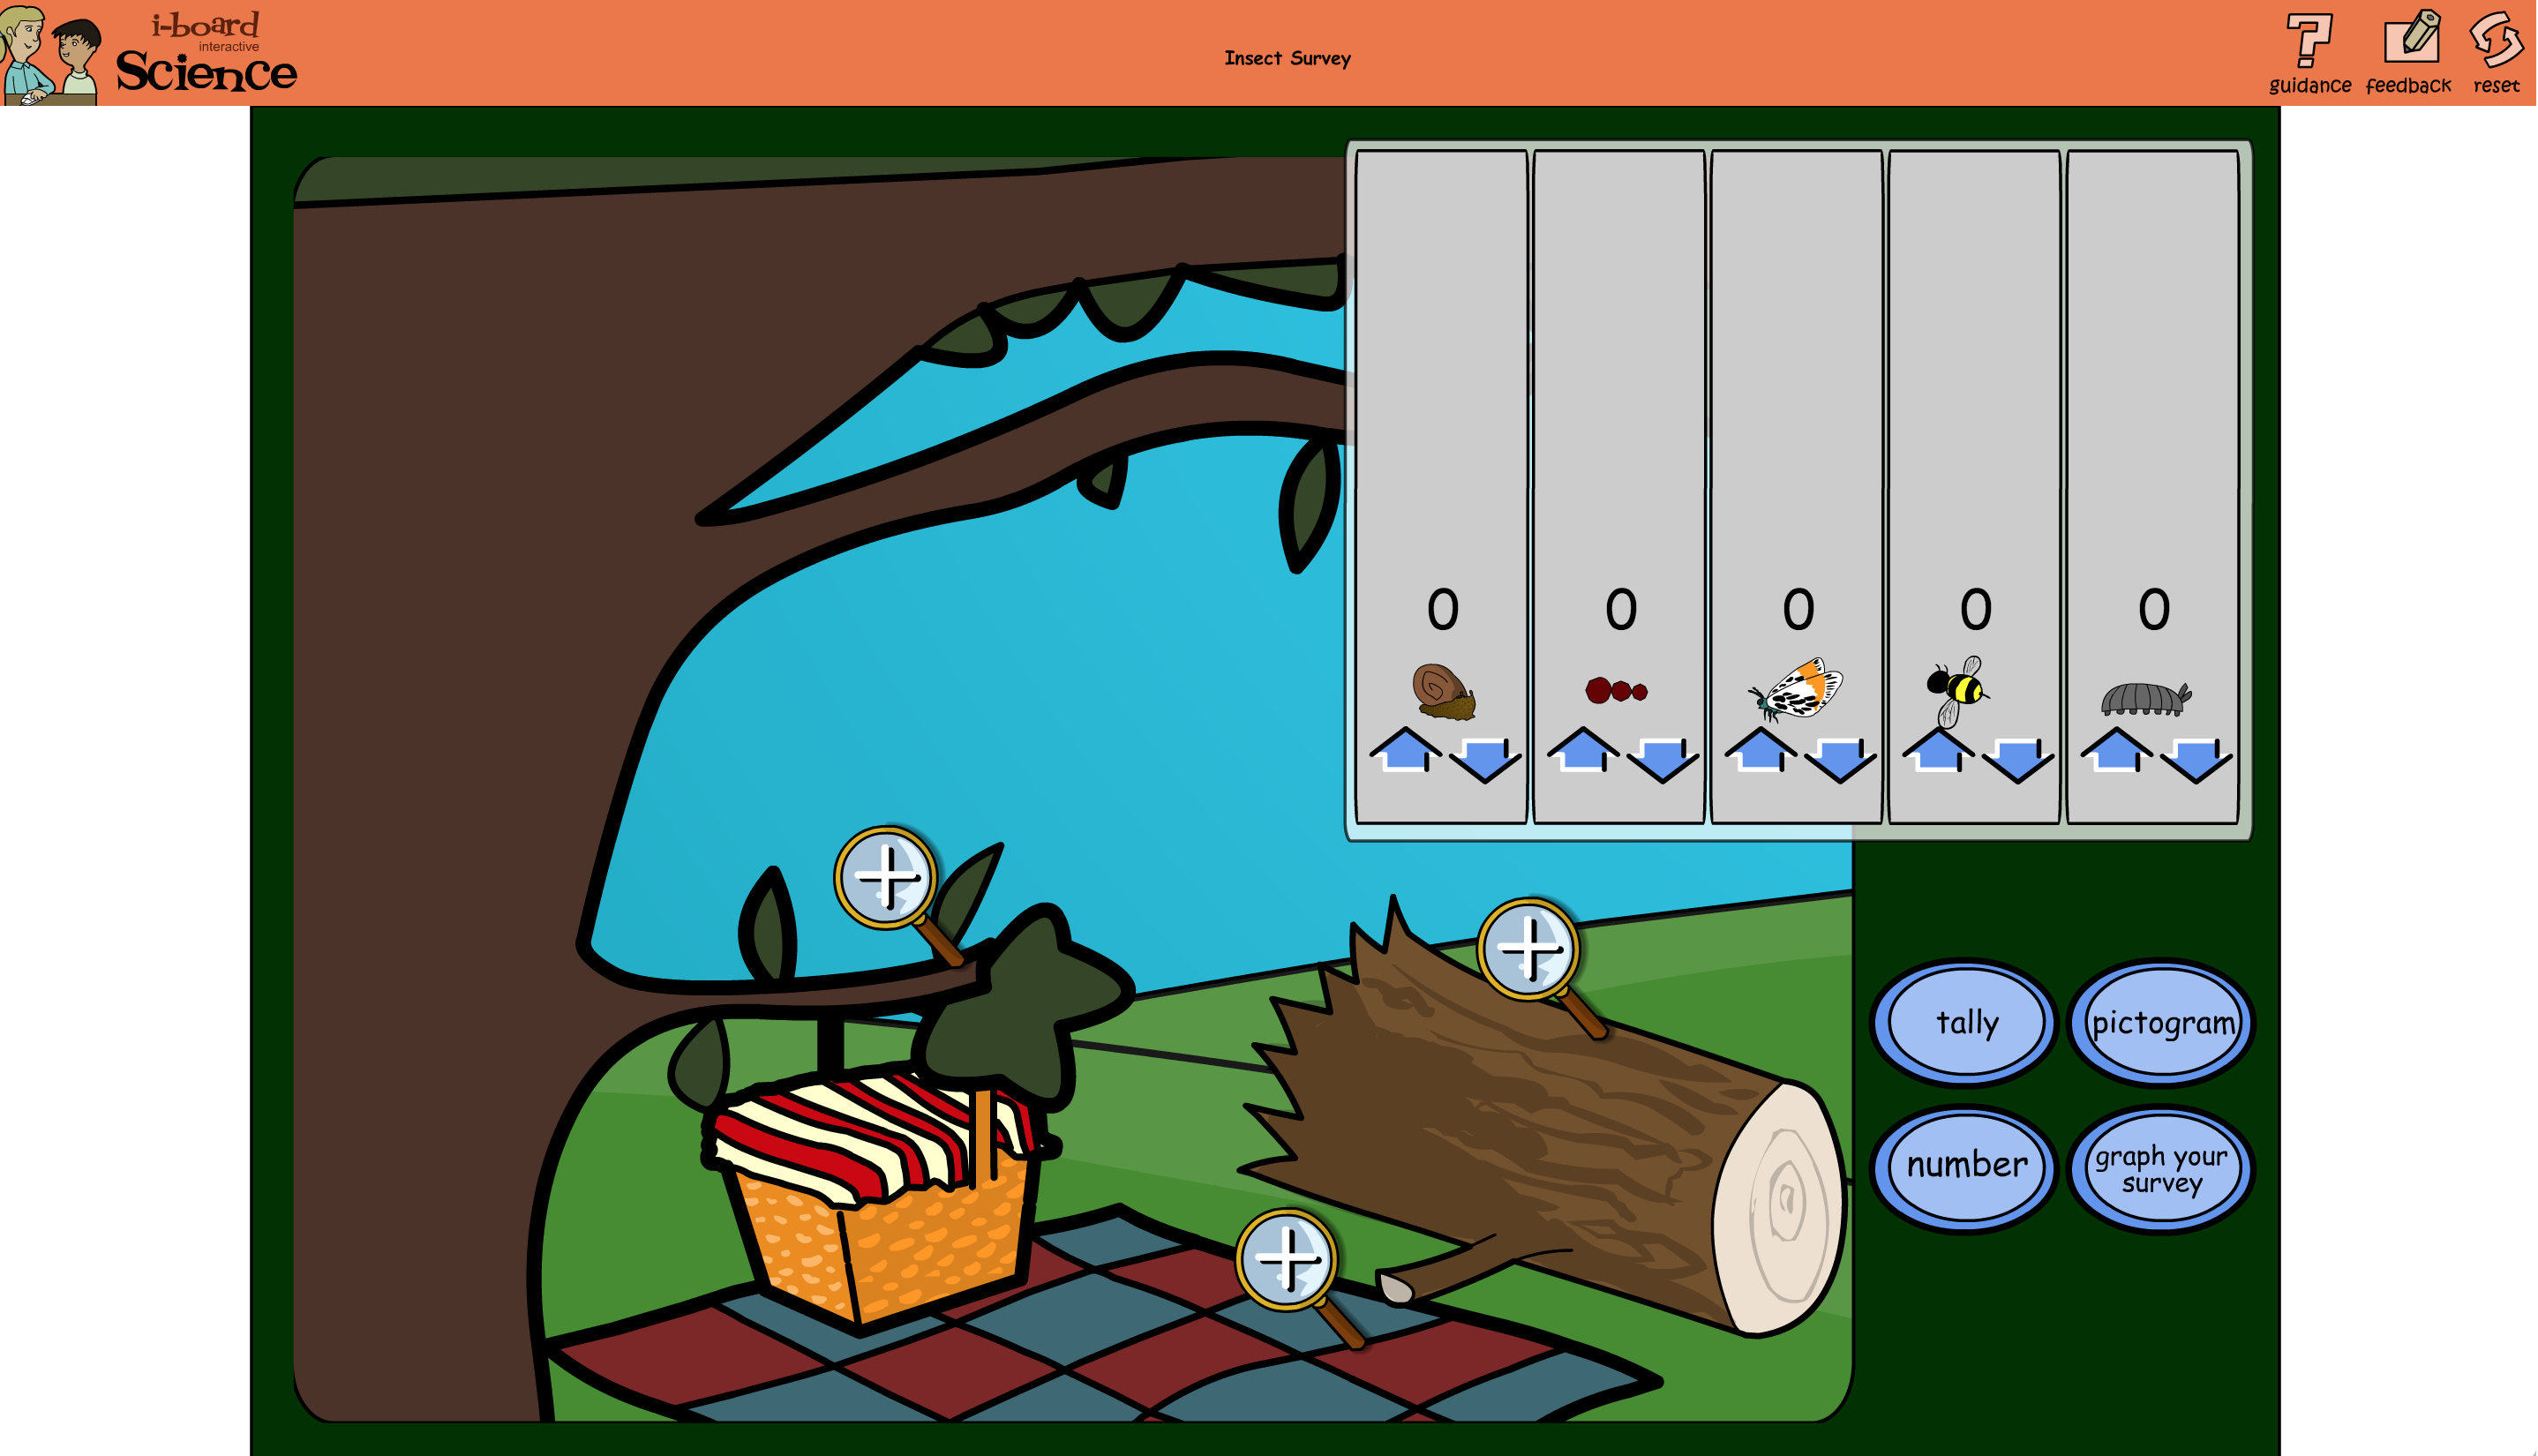 i-board
interactive
Science
Insect Survey
guidance feedback reset
0 0 0 0 0
tally pictogram
number
graph your
survey